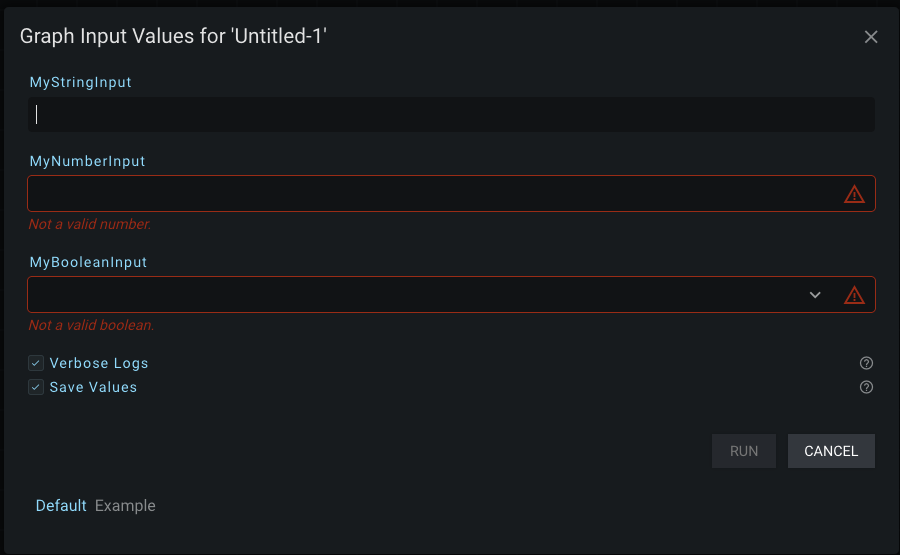 Graph Input Values for 'Untitled-1'
MyStringInput
MyNumberInput
Not a valid number.
MyBooleanInput
Not a valid boolean.
Verbose Logs
Save Values
RUN CANCEL
Default Example